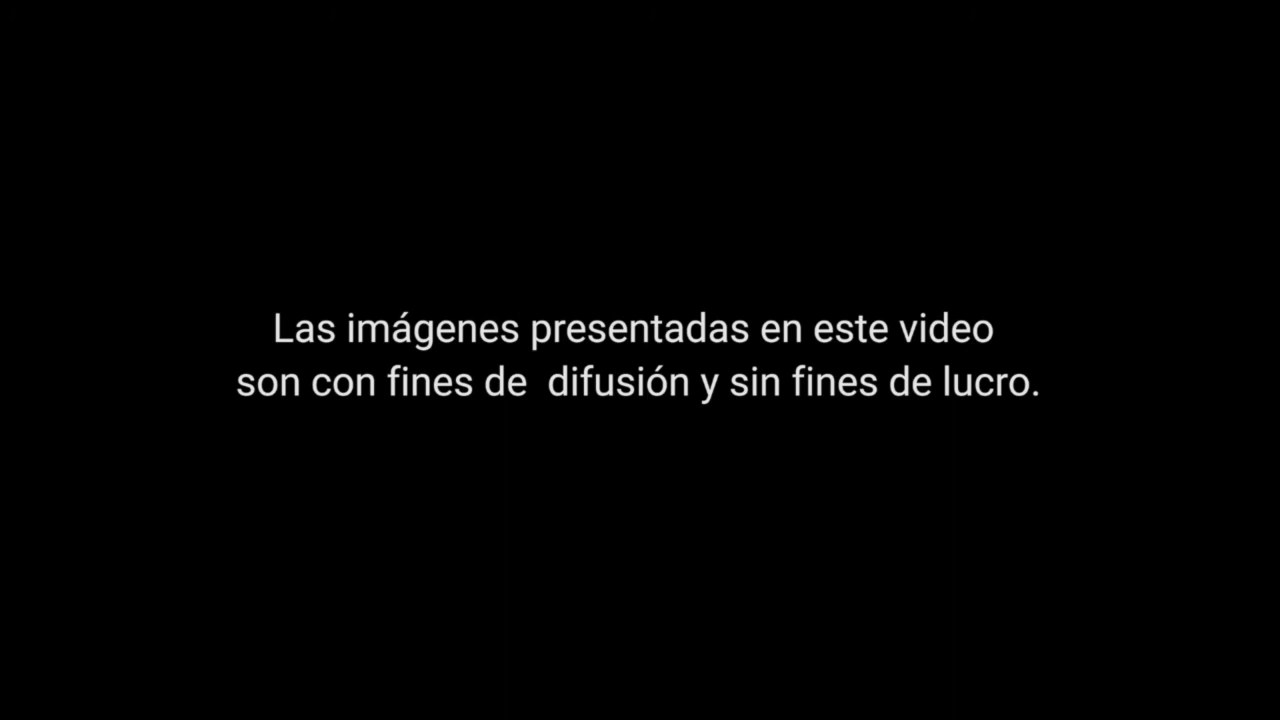 Las imágenes presentadas en este video
son con fines de  difusión y sin fines de lucro.